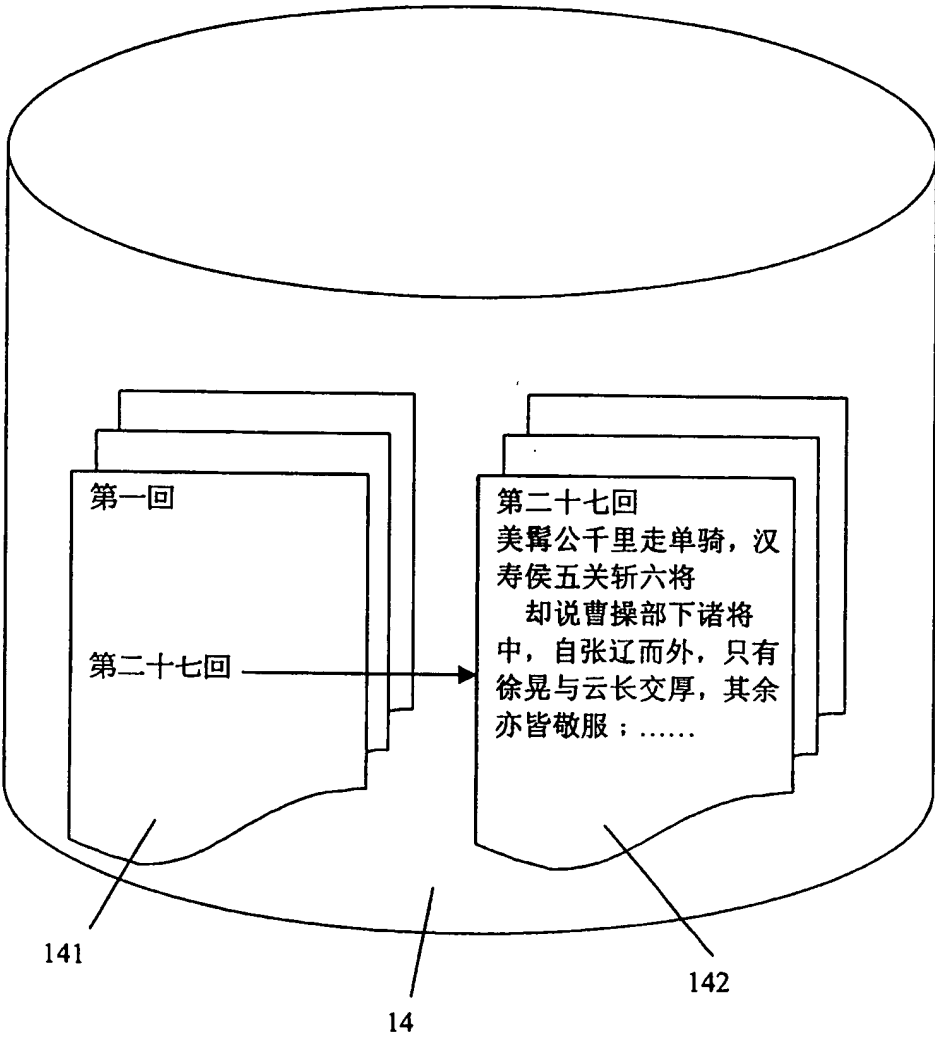 第一回
第二十七回
第二十七回
美髯公千里走单骑，汉
寿侯五关斩六将
却说曹操部下诸将
中，自张辽而外，只有
徐晃与云长交厚，其余
亦皆敬服；……
141
142
14